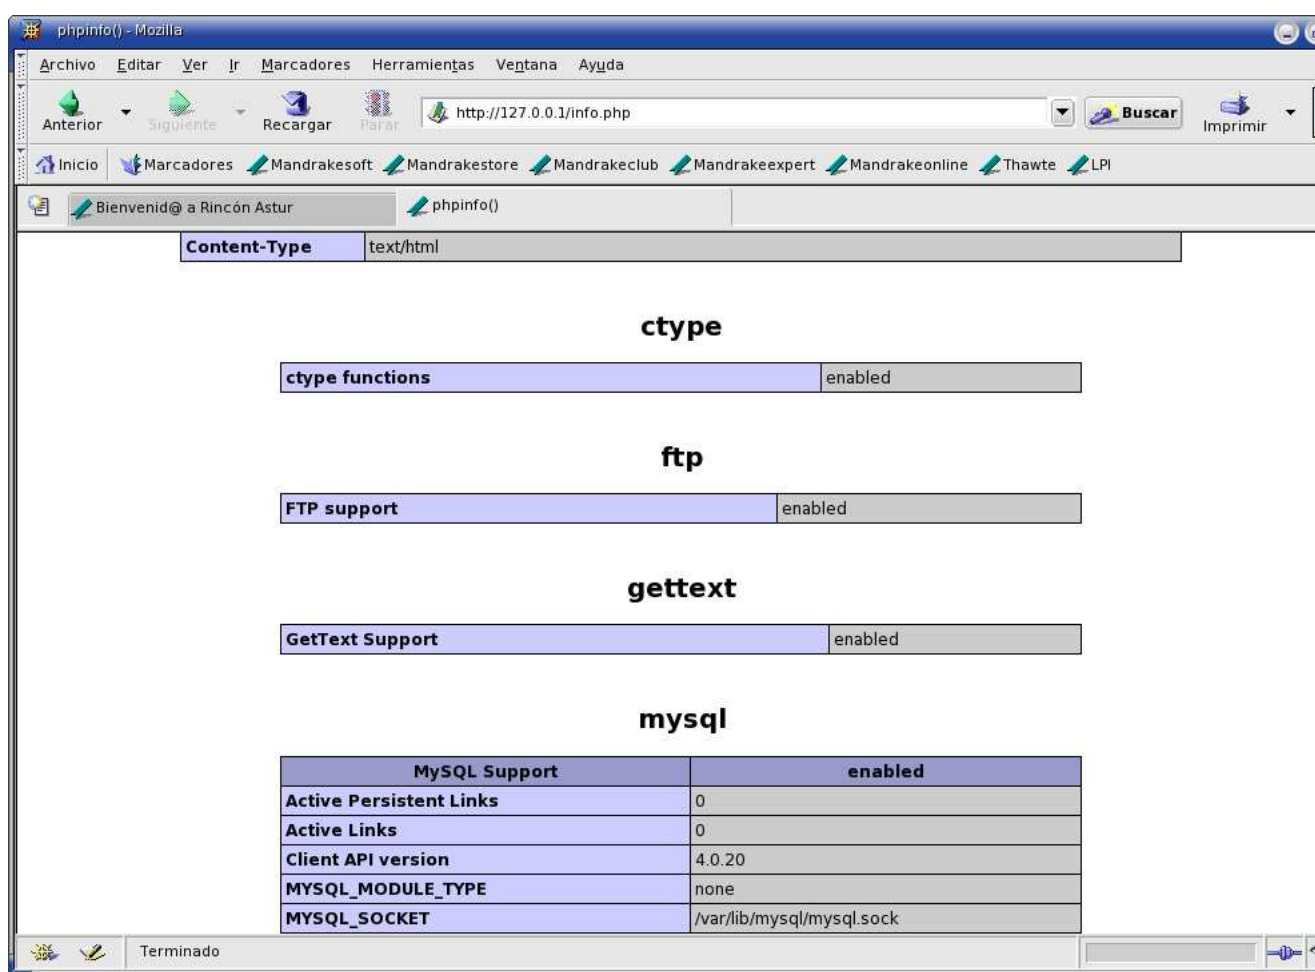 phpinfo() - Mozilla
Archivo Editar Ver Ir Marcadores Herramientas Ventana Ayuda
Anterior Siguiente Recargar Parar http://127.0.0.1/info.php Buscar Imprimir
Inicio Marcadores Mandrakesoft Mandrakestore Mandrakeclub Mandrakeexpert Mandrakeonline Thawte LPI
Bienvenid@ a Rincón Astur phpinfo()
Content-Type text/html
ctype
ctype functions enabled
ftp
FTP support enabled
gettext
GetText Support enabled
mysql
MySQL Support enabled
Active Persistent Links 0
Active Links 0
Client API version 4.0.20
MYSQL_MODULE_TYPE none
MYSQL_SOCKET /var/lib/mysql/mysql.sock
Terminado